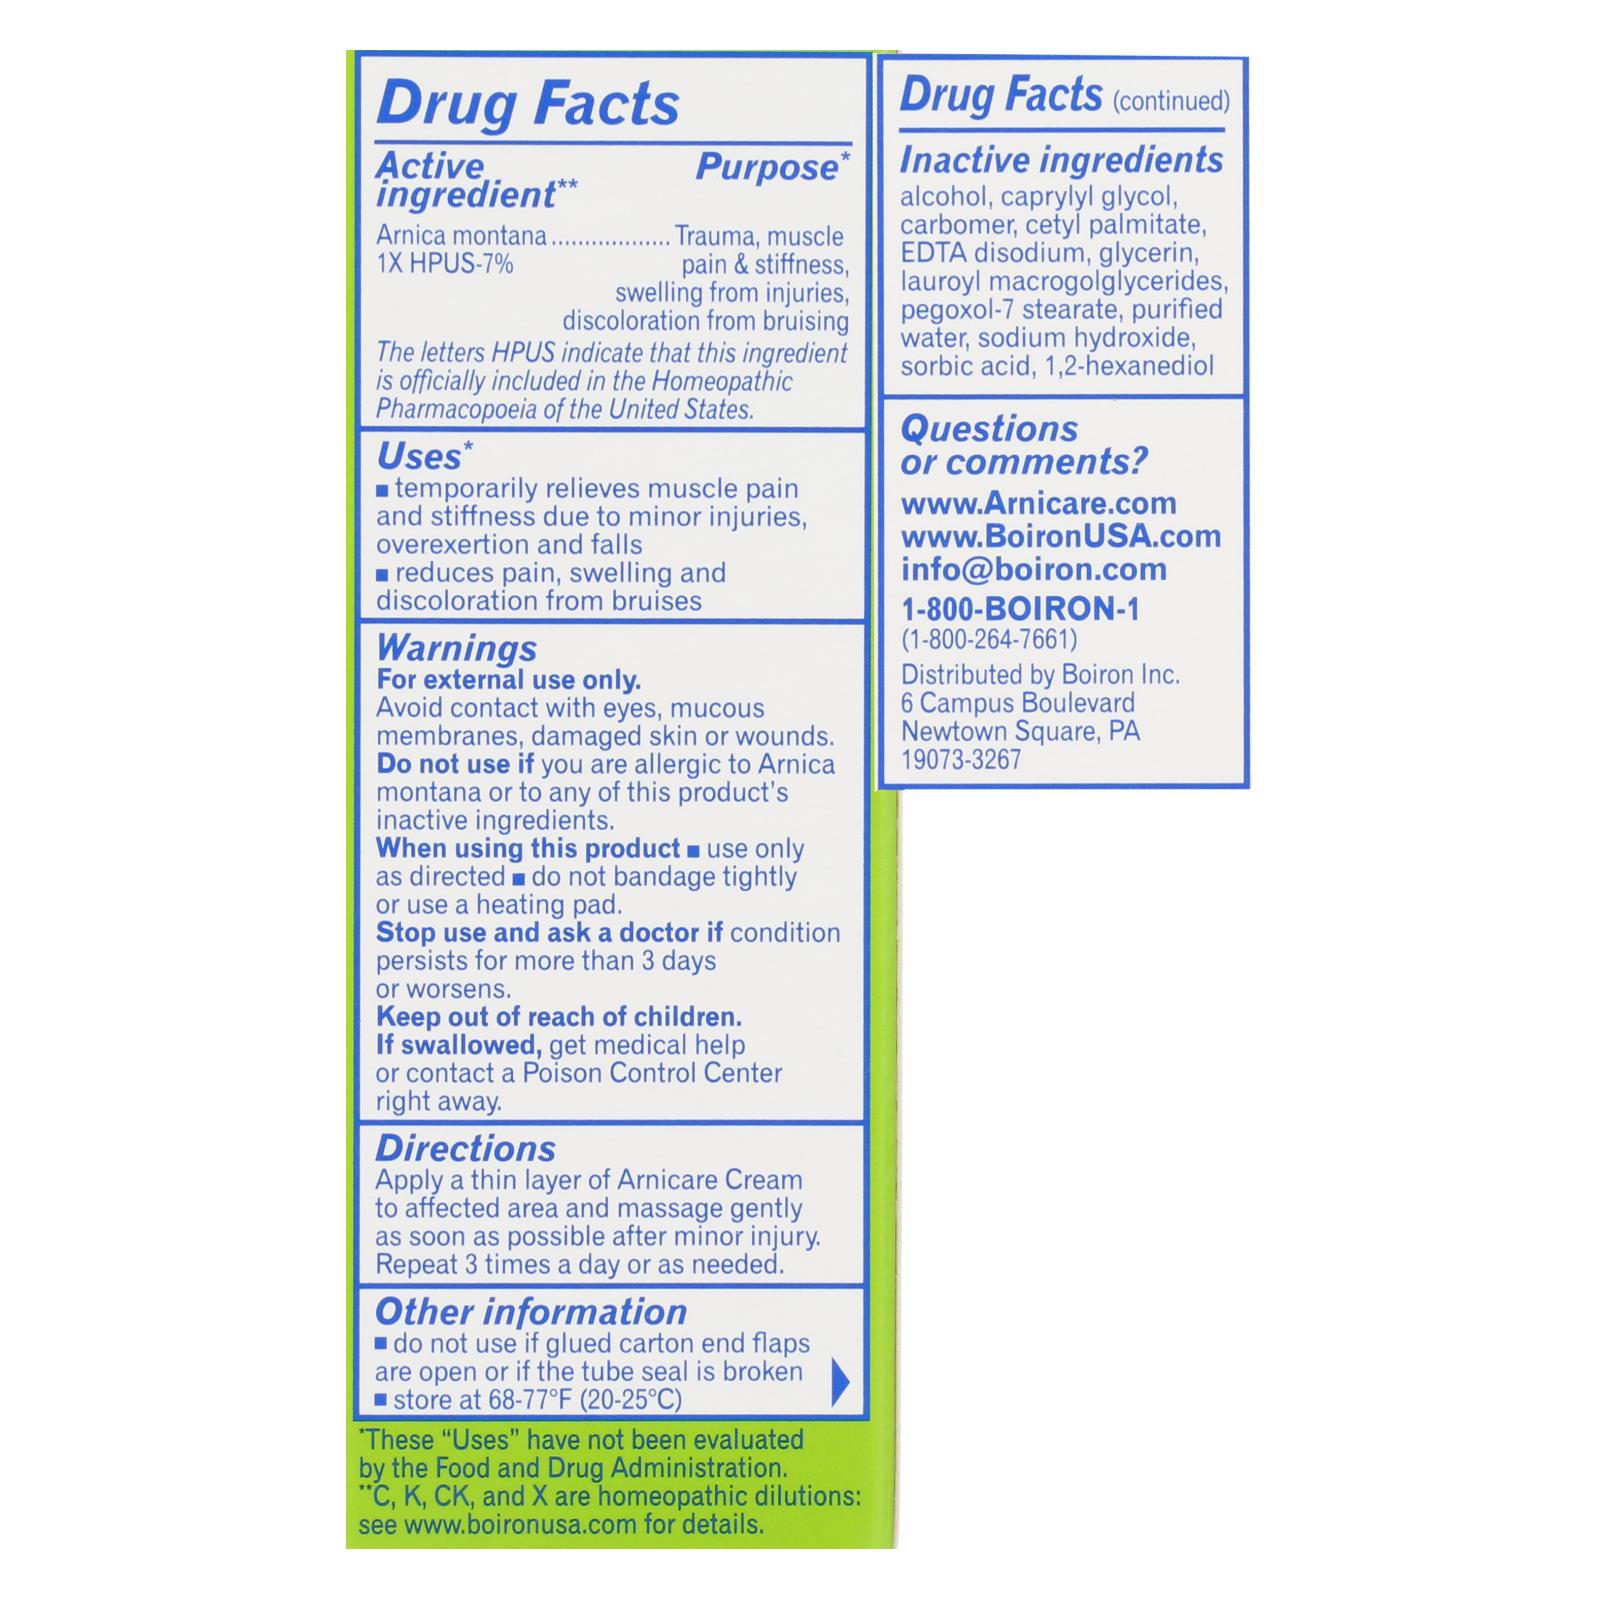 Drug Facts
Active
ingredient** Purpose*
Arnica montana .................. Trauma, muscle
1X HPUS-7% pain & stiffness,
swelling from injuries,
discoloration from bruising
The letters HPUS indicate that this ingredient
is officially included in the Homeopathic
Pharmacopoeia of the United States.
Uses*
■ temporarily relieves muscle pain
and stiffness due to minor injuries,
overexertion and falls
■ reduces pain, swelling and
discoloration from bruises
Warnings
For external use only.
Avoid contact with eyes, mucous
membranes, damaged skin or wounds.
Do not use if you are allergic to Arnica
montana or to any of this product's
inactive ingredients.
When using this product ■ use only
as directed ■ do not bandage tightly
or use a heating pad.
Stop use and ask a doctor if condition
persists for more than 3 days
or worsens.
Keep out of reach of children.
If swallowed, get medical help
or contact a Poison Control Center
right away.
Directions
Apply a thin layer of Arnicare Cream
to affected area and massage gently
as soon as possible after minor injury.
Repeat 3 times a day or as needed.
Other information
■ do not use if glued carton end flaps
are open or if the tube seal is broken
■ store at 68-77°F (20-25°C)
*These “Uses” have not been evaluated
by the Food and Drug Administration.
**C, K, CK, and X are homeopathic dilutions:
see www.boironusa.com for details.
Drug Facts (continued)
Inactive ingredients
alcohol, caprylyl glycol,
carbomer, cetyl palmitate,
EDTA disodium, glycerin,
lauroyl macrogolglycerides,
pegoxol-7 stearate, purified
water, sodium hydroxide,
sorbic acid, 1,2-hexanediol
Questions
or comments?
www.Arnicare.com
www.BoironUSA.com
info@boiron.com
1-800-BOIRON-1
(1-800-264-7661)
Distributed by Boiron Inc.
6 Campus Boulevard
Newtown Square, PA
19073-3267